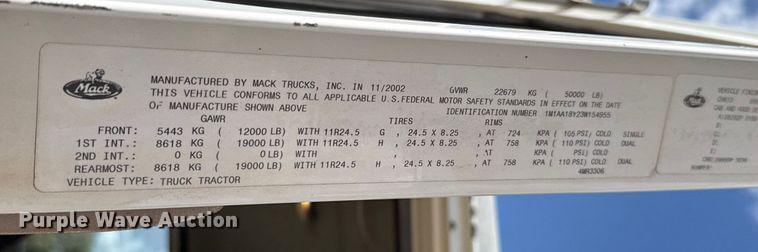 Mack
MANUFACTURED BY MACK TRUCKS, INC. IN 11/2002 GVWR 22679 KG ( 50000 LB)
THIS VEHICLE CONFORMS TO ALL APPLICABLE U.S.FEDERAL MOTOR SAFETY STANDARDS IN EFFECT ON THE DATE
OF MANUFACTURE SHOWN ABOVE IDENTIFICATION NUMBER 1M1AA18Y23W154955
GAWR TIRES RIMS
FRONT: 5443 KG ( 12000 LB) WITH 11R24.5 G , 24.5 X 8.25 , AT 724 KPA ( 105 PSI) COLD SINGLE
1ST INT.: 8618 KG ( 19000 LB) WITH 11R24.5 H , 24.5 X 8.25 , AT 758 KPA ( 110 PSI) COLD DUAL
2ND INT.: 0 KG ( 0 LB) WITH , , AT KPA ( PSI) COLD
REARMOST: 8618 KG ( 19000 LB) WITH 11R24.5 H , 24.5 X 8.25 , AT 758 KPA ( 110 PSI) COLD DUAL
VEHICLE TYPE: TRUCK TRACTOR 4MR3306
VEHICLE
Purple Wave Auction